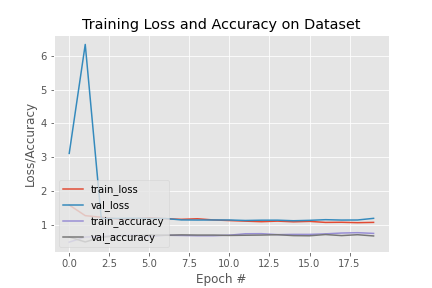 Training Loss and Accuracy on Dataset
Loss/Accuracy
6
5
4
3
2
1
train_loss
val_loss
train_accuracy
val_accuracy
0.0 2.5 5.0 7.5 10.0 12.5 15.0 17.5
Epoch #